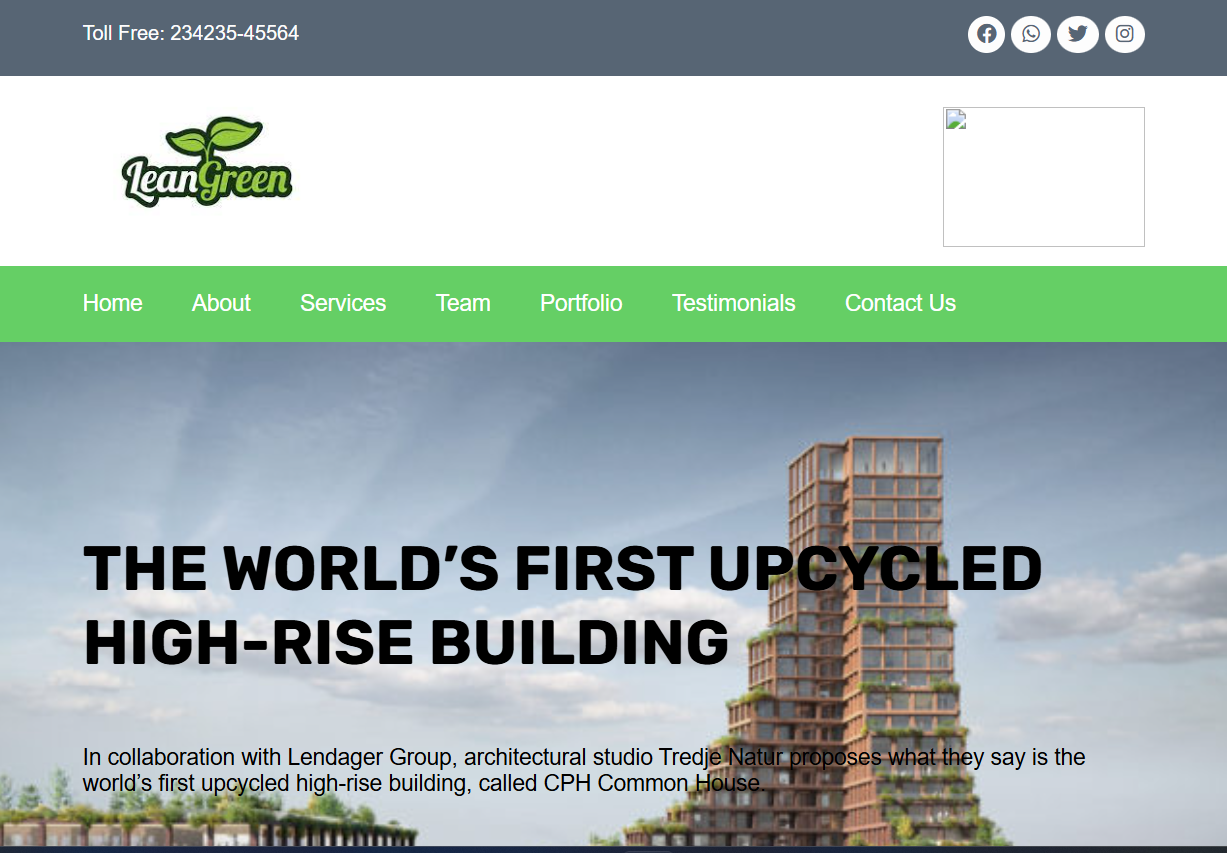 Toll Free: 234235-45564
LeanGreen
Home About Services Team Portfolio Testimonials Contact Us
THE WORLD’S FIRST UPCYCLED
HIGH-RISE BUILDING
In collaboration with Lendager Group, architectural studio Tredje Natur proposes what they say is the
world’s first upcycled high-rise building, called CPH Common House.